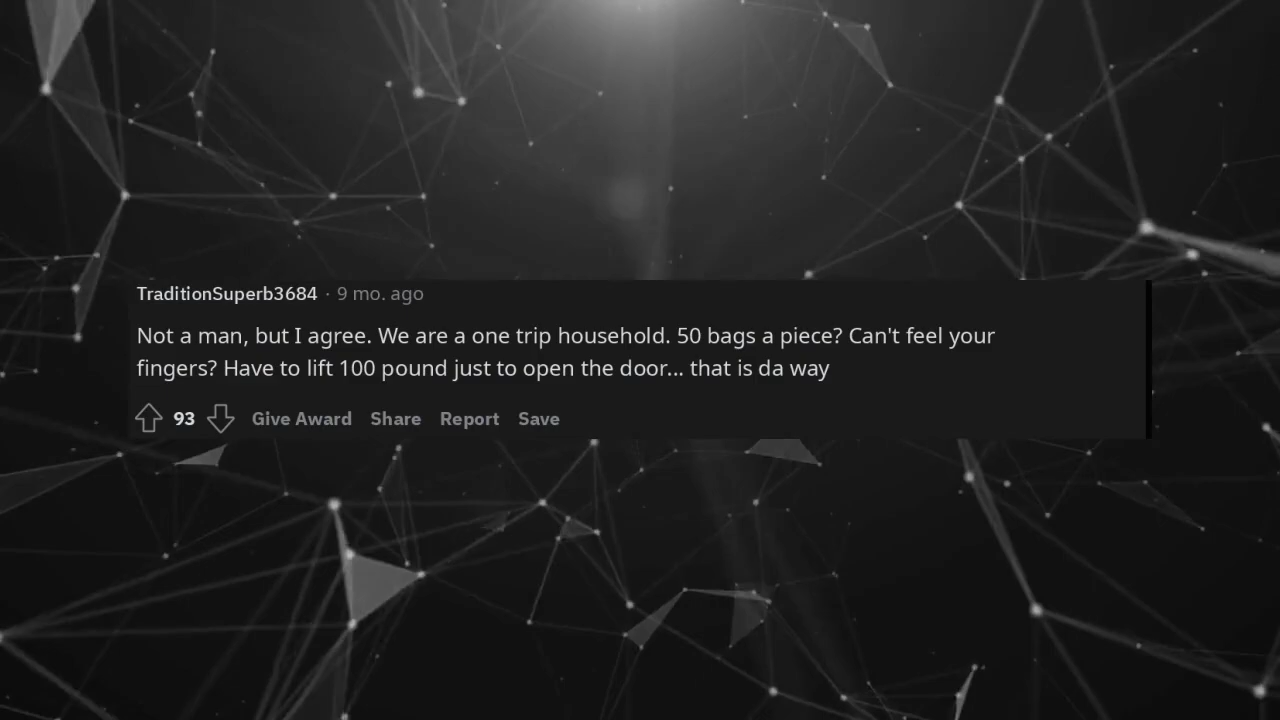 TraditionSuperb3684 · 9 mo. ago
Not a man, but I agree. We are a one trip household. 50 bags a piece? Can't feel your
fingers? Have to lift 100 pound just to open the door... that is da way
93 Give Award Share Report Save